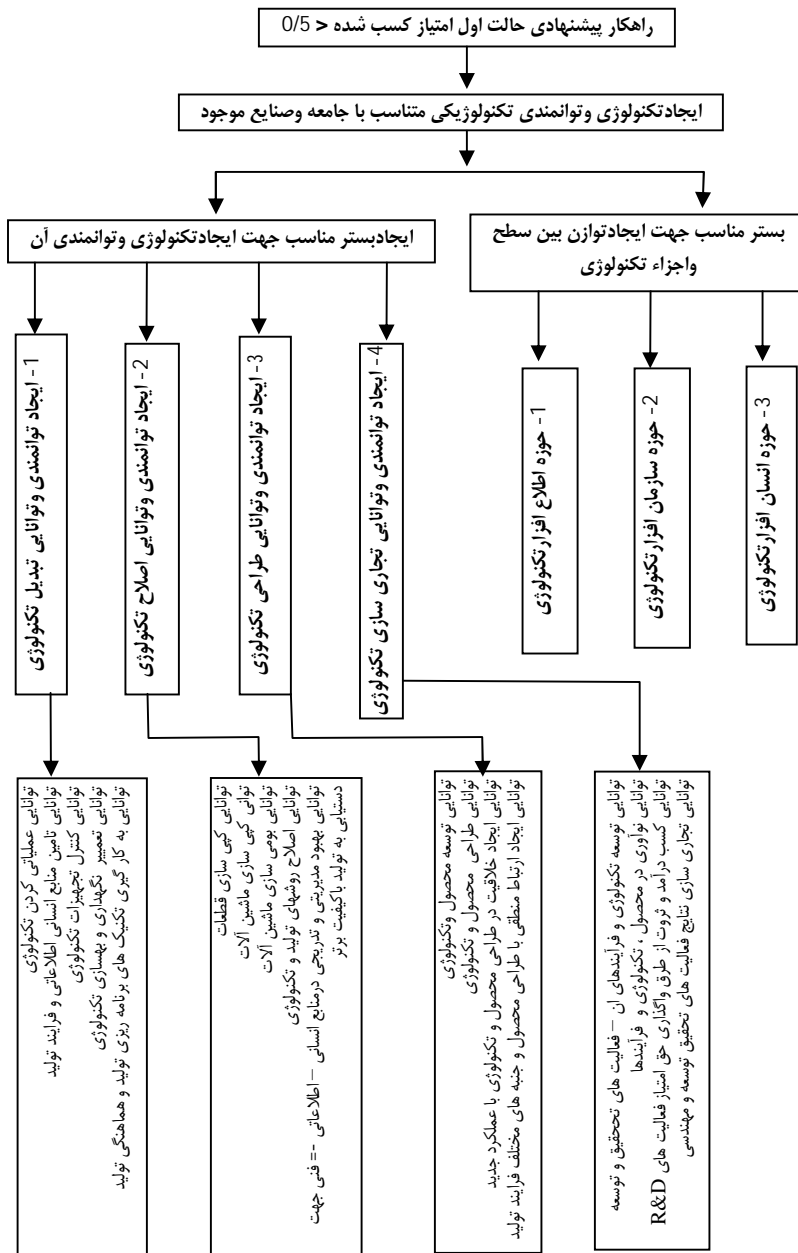 راهکار پیشنهادی حالت اول امتیاز کسب شده < 0/5
ایجادتکنولوژی وتوانمندی تکنولوژیکی متناسب با جامعه وصنایع موجود
بستر مناسب جهت ایجادتوازن بین سطح
واجزاء تکنولوژی
ایجادبستر مناسب جهت ایجادتکنولوژی وتوانمندی آن
3- حوزه انسان افزارتکنولوژی
2- حوزه سازمان افزارتکنولوژی
1- حوزه اطلاع افزارتکنولوژی
4- ایجاد توانمندی وتوانایی تجاری سازی تکنولوژی
3- ایجاد توانمندی وتوانایی طراحی تکنولوژی
2- ایجاد توانمندی وتوانایی اصلاح تکنولوژی
1- ایجاد توانمندی وتوانایی تبدیل تکنولوژی
توانایی توسعه تکنولوژی و فرآیندهای ان – فعالیت های تححقیق و توسعه
توانایی نوآوری در محصول ، تکنولوژی و فرآیندها
توانایی کسب درآمد و ثروت از طرق واگذاری حق امتیاز فعالیت های R&D
توانایی تجاری سازی نتایج فعالیت های تحقیق توسعه و مهندسی
توانایی توسعه محصول وتکنولوژی
توانایی طراحی محصول و تکنولوژی
توانایی ایجاد خلاقیت در طراحی محصول و تکنولوژی با عملکرد جدید
توانایی ایجاد ارتباط منطقی با طراحی محصول و جنبه های مختلف فرایند تولید
توانایی کپی سازی قطعات
توانی کپی سازی ماشین آلات
توانایی بومی سازی ماشین آلات
توانایی اصلاح روشهای تولید و تکنولوژی
توانایی بهبود مدیریتی و تدریجی درمنابع انسانی – اطلاعاتی -= فنی جهت
دستیابی به تولید باکیفیت برتر
توانایی عملیاتی کردن تکنولوژی
توانایی تامین منابع انسانی اطلاعاتی و فرایند تولید
توانایی کنترل تجهیزات تکنولوژی
توانایی تعمییر نگهداری و بهسازی تکنولوژی
توانایی به کار گیری تکنیک های برنامه ریزی تولید و هماهنگی تولید